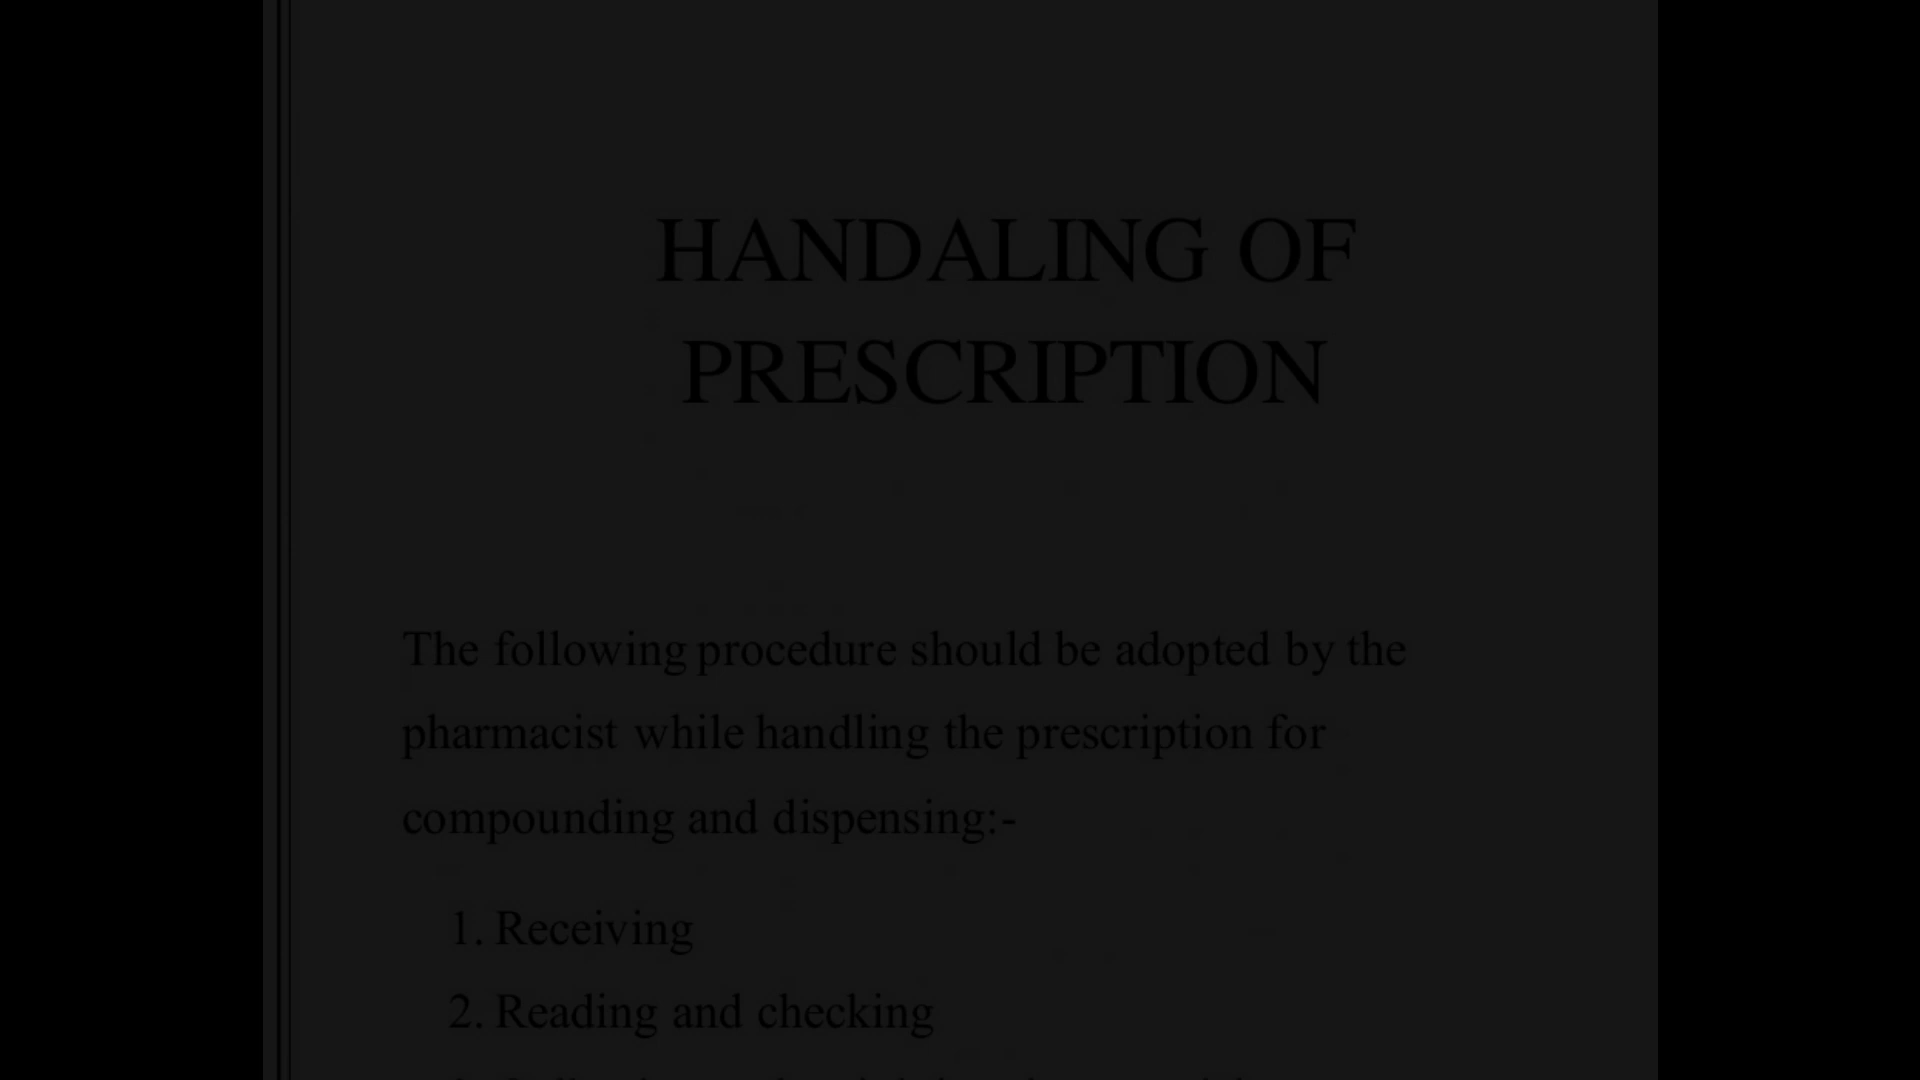 HANDALING OF
PRESCRIPTION
The following procedure should be adopted by the
pharmacist while handling the prescription for
compounding and dispensing:-
1. Receiving
2. Reading and checking